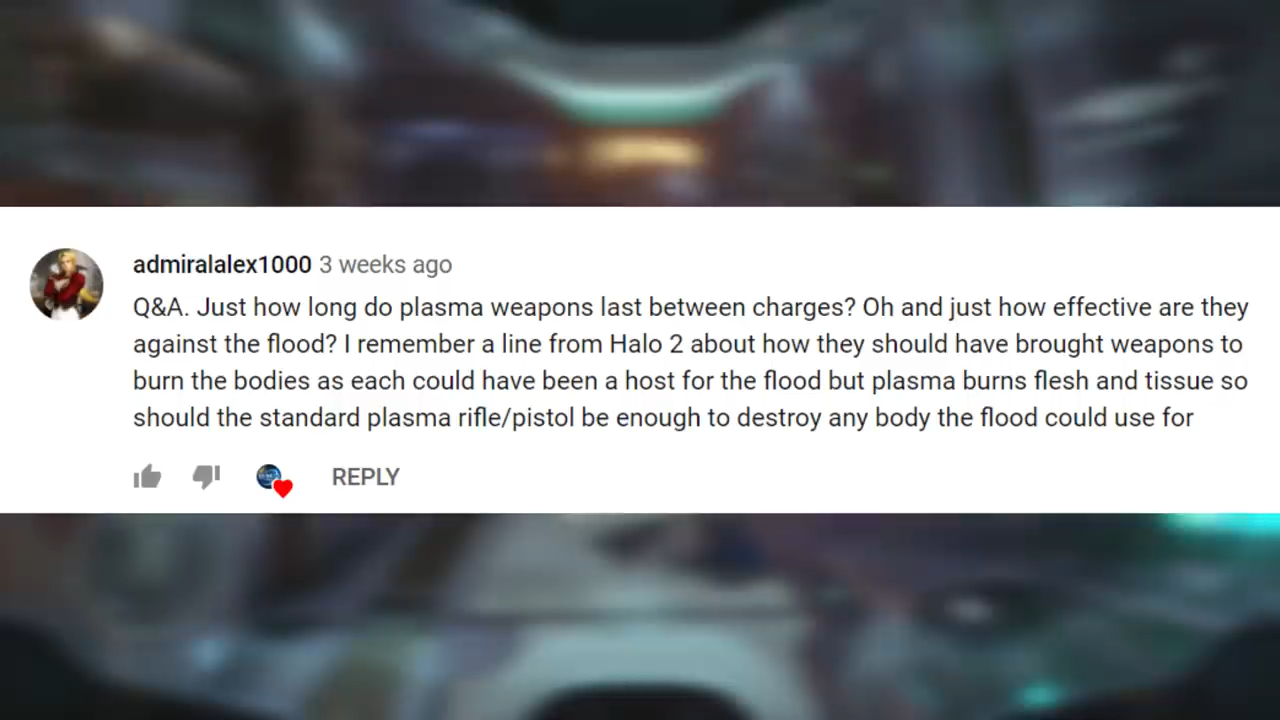 admiralalex1000 3 weeks ago
Q&A. Just how long do plasma weapons last between charges? Oh and just how effective are they
against the flood? I remember a line from Halo 2 about how they should have brought weapons to
burn the bodies as each could have been a host for the flood but plasma burns flesh and tissue so
should the standard plasma rifle/pistol be enough to destroy any body the flood could use for
REPLY